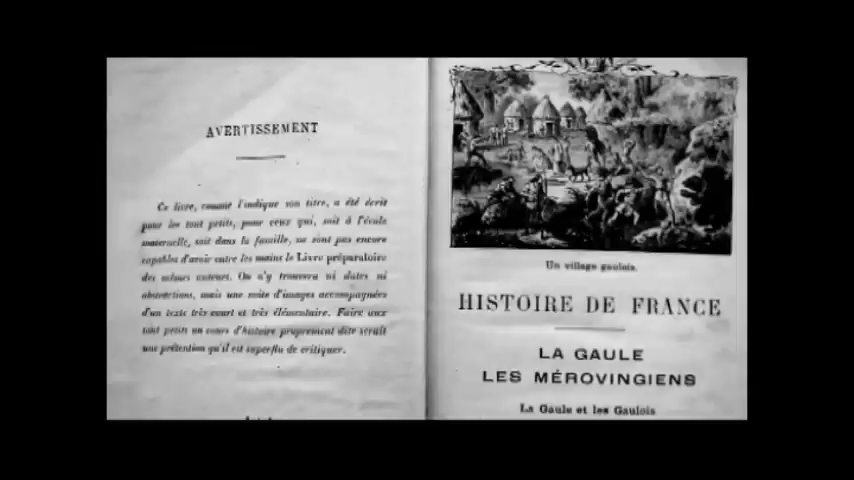 AVERTISSEMENT
Ce livre, comme l'indique son titre, a été écrit
pour les tout petits, pour ceux qui, soit à l'école
maternelle, soit dans la famille, ne sont pas encore
capables d'avoir entre les mains le Livre préparatoire
des mêmes auteurs. On n'y trouvera ni dates ni
abstractions, mais une suite d'images accompagnées
d'un texte très court et très élémentaire. Faire aux
tout petits un cours d'histoire proprement dite serait
une prétention qu'il est superflu de critiquer.
Un village gaulois.
HISTOIRE DE FRANCE
LA GAULE
LES MÉROVINGIENS
La Gaule et les Gaulois